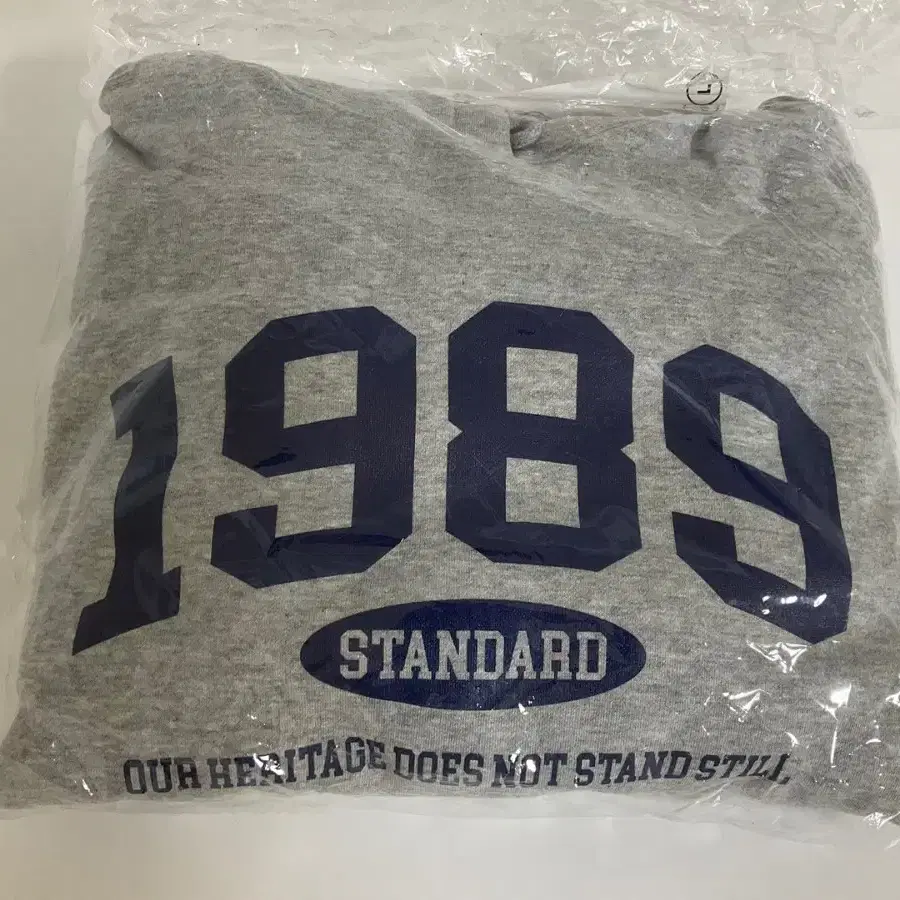 L
1989
STANDARD
OUR HERITAGE DOES NOT STAND STILL.